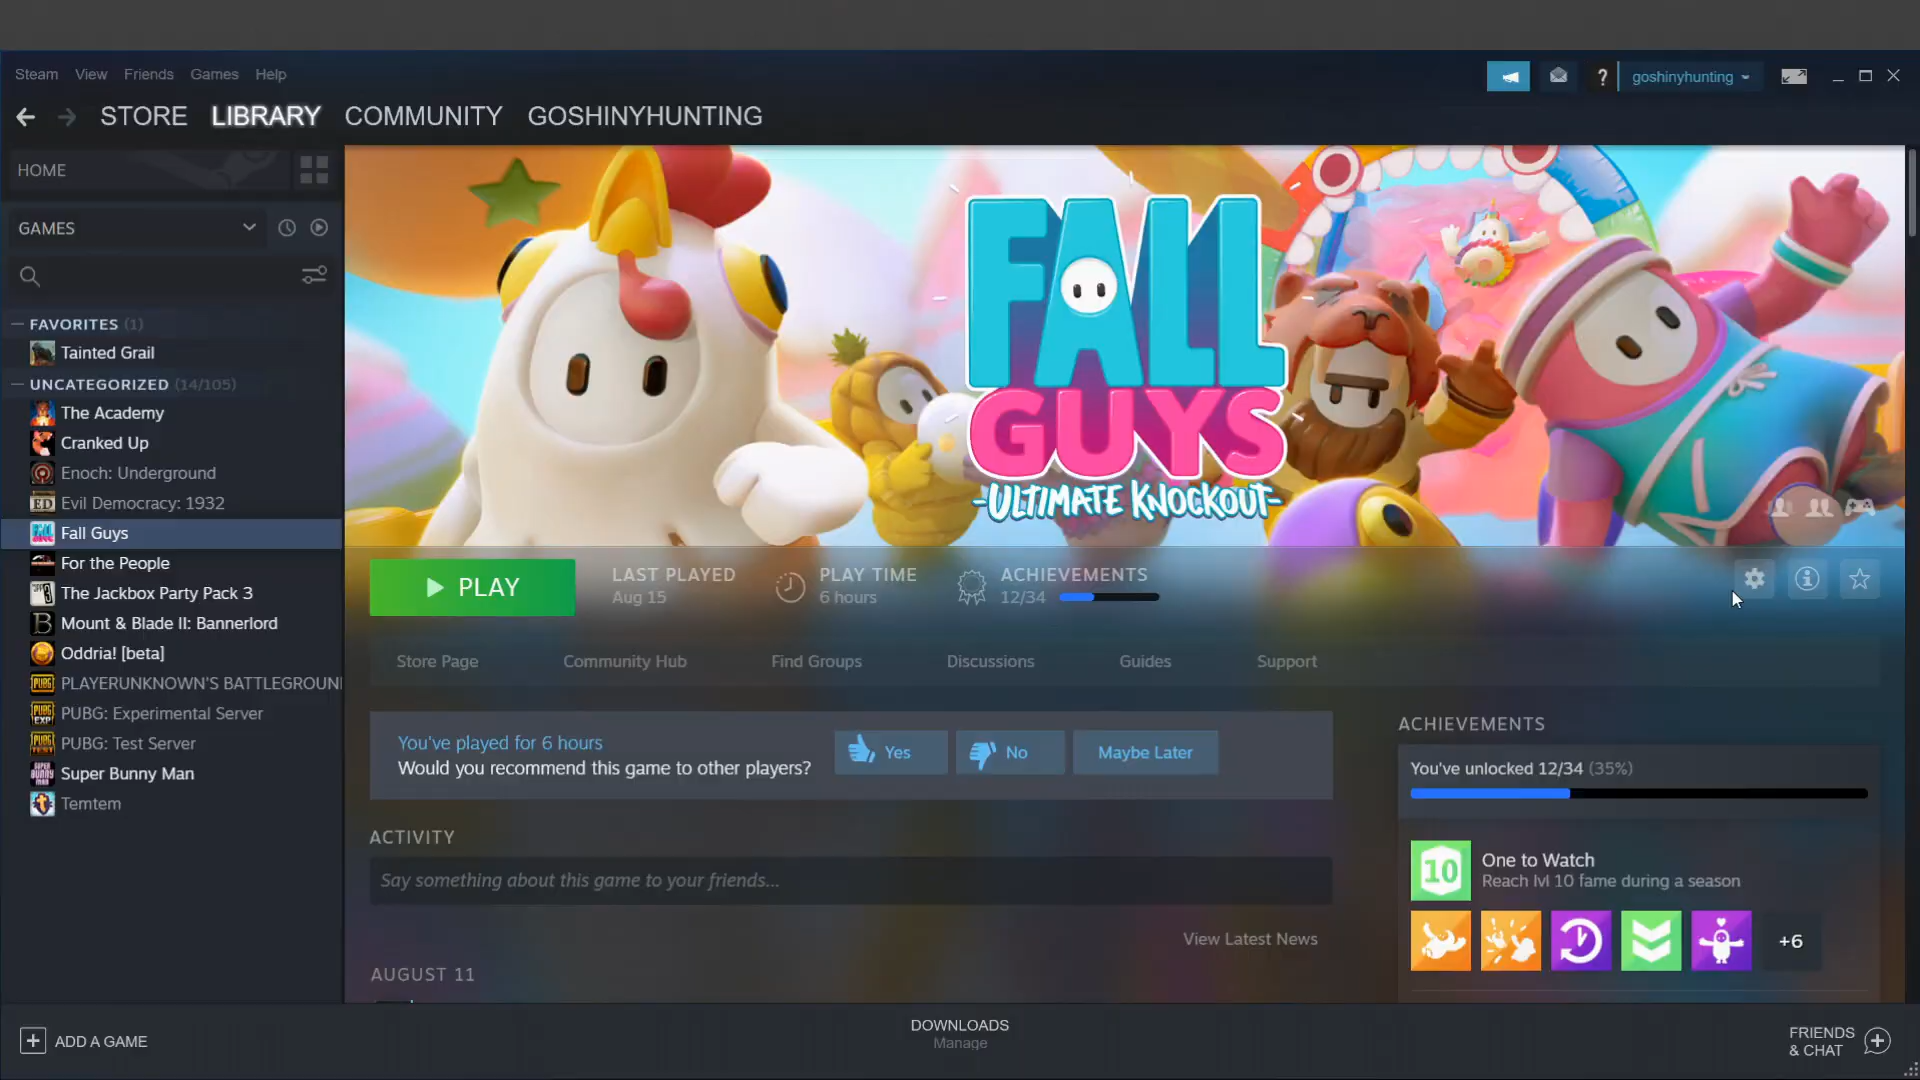 Steam View Friends Games Help
? goshinyhunting
STORE LIBRARY COMMUNITY GOSHINYHUNTING
HOME
GAMES
FAVORITES (1)
Tainted Grail
UNCATEGORIZED (14/105)
The Academy
Cranked Up
Enoch: Underground
ED Evil Democracy: 1932
Fall Guys
For the People
The Jackbox Party Pack 3
B Mount & Blade II: Bannerlord
Oddria! [beta]
PUBG PLAYERUNKNOWN'S BATTLEGROUN
PUBG EXP PUBG: Experimental Server
PUBG TEST PUBG: Test Server
Super Bunny Man
Temtem
FALL
GUYS
-ULTIMATE KNOCKOUT-
PLAY
LAST PLAYED
Aug 15
PLAY TIME
6 hours
ACHIEVEMENTS
12/34
Store Page Community Hub Find Groups Discussions Guides Support
You've played for 6 hours
Would you recommend this game to other players?
Yes No Maybe Later
ACTIVITY
Say something about this game to your friends...
View Latest News
AUGUST 11
ACHIEVEMENTS
You've unlocked 12/34 (35%)
10
One to Watch
Reach lvl 10 fame during a season
+6
ADD A GAME
DOWNLOADS
Manage
FRIENDS
& CHAT